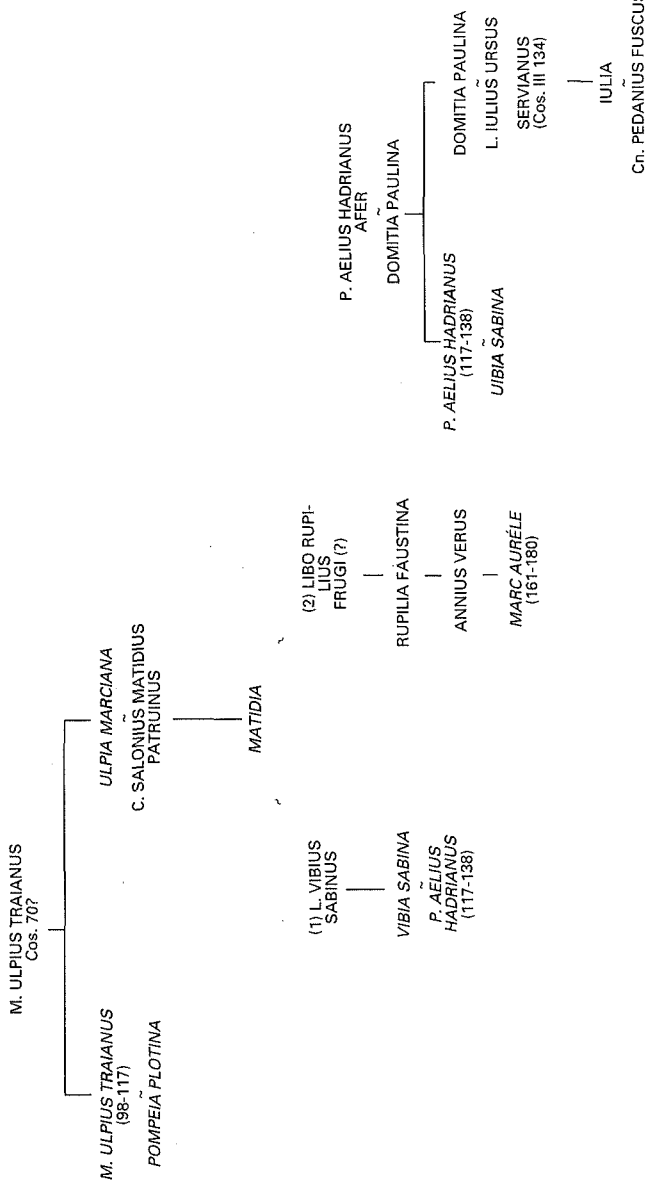 M. ULPIUS TRAIANUS
Cos. 70?
M. ULPIUS TRAIANUS
(98-117)
~
POMPEIA PLOTINA
ULPIA MARCIANA
~
C. SALONIUS MATIDIUS
PATRUINUS
MATIDIA
~
~
(1) L. VIBIUS
SABINUS
VIBIA SABINA
~
P. AELIUS
HADRIANUS
(117-138)
(2) LIBO RUPI-
LIUS
FRUGI (?)
RUPILIA FAUSTINA
ANNIUS VERUS
MARC AURÉLE
(161-180)
P. AELIUS HADRIANUS
AFER
~
DOMITIA PAULINA
P. AELIUS HADRIANUS
(117-138)
~
UIBIA SABINA
DOMITIA PAULINA
~
L. IULIUS URSUS
SERVIANUS
(Cos. III 134)
IULIA
~
Cn. PEDANIUS FUSCUS